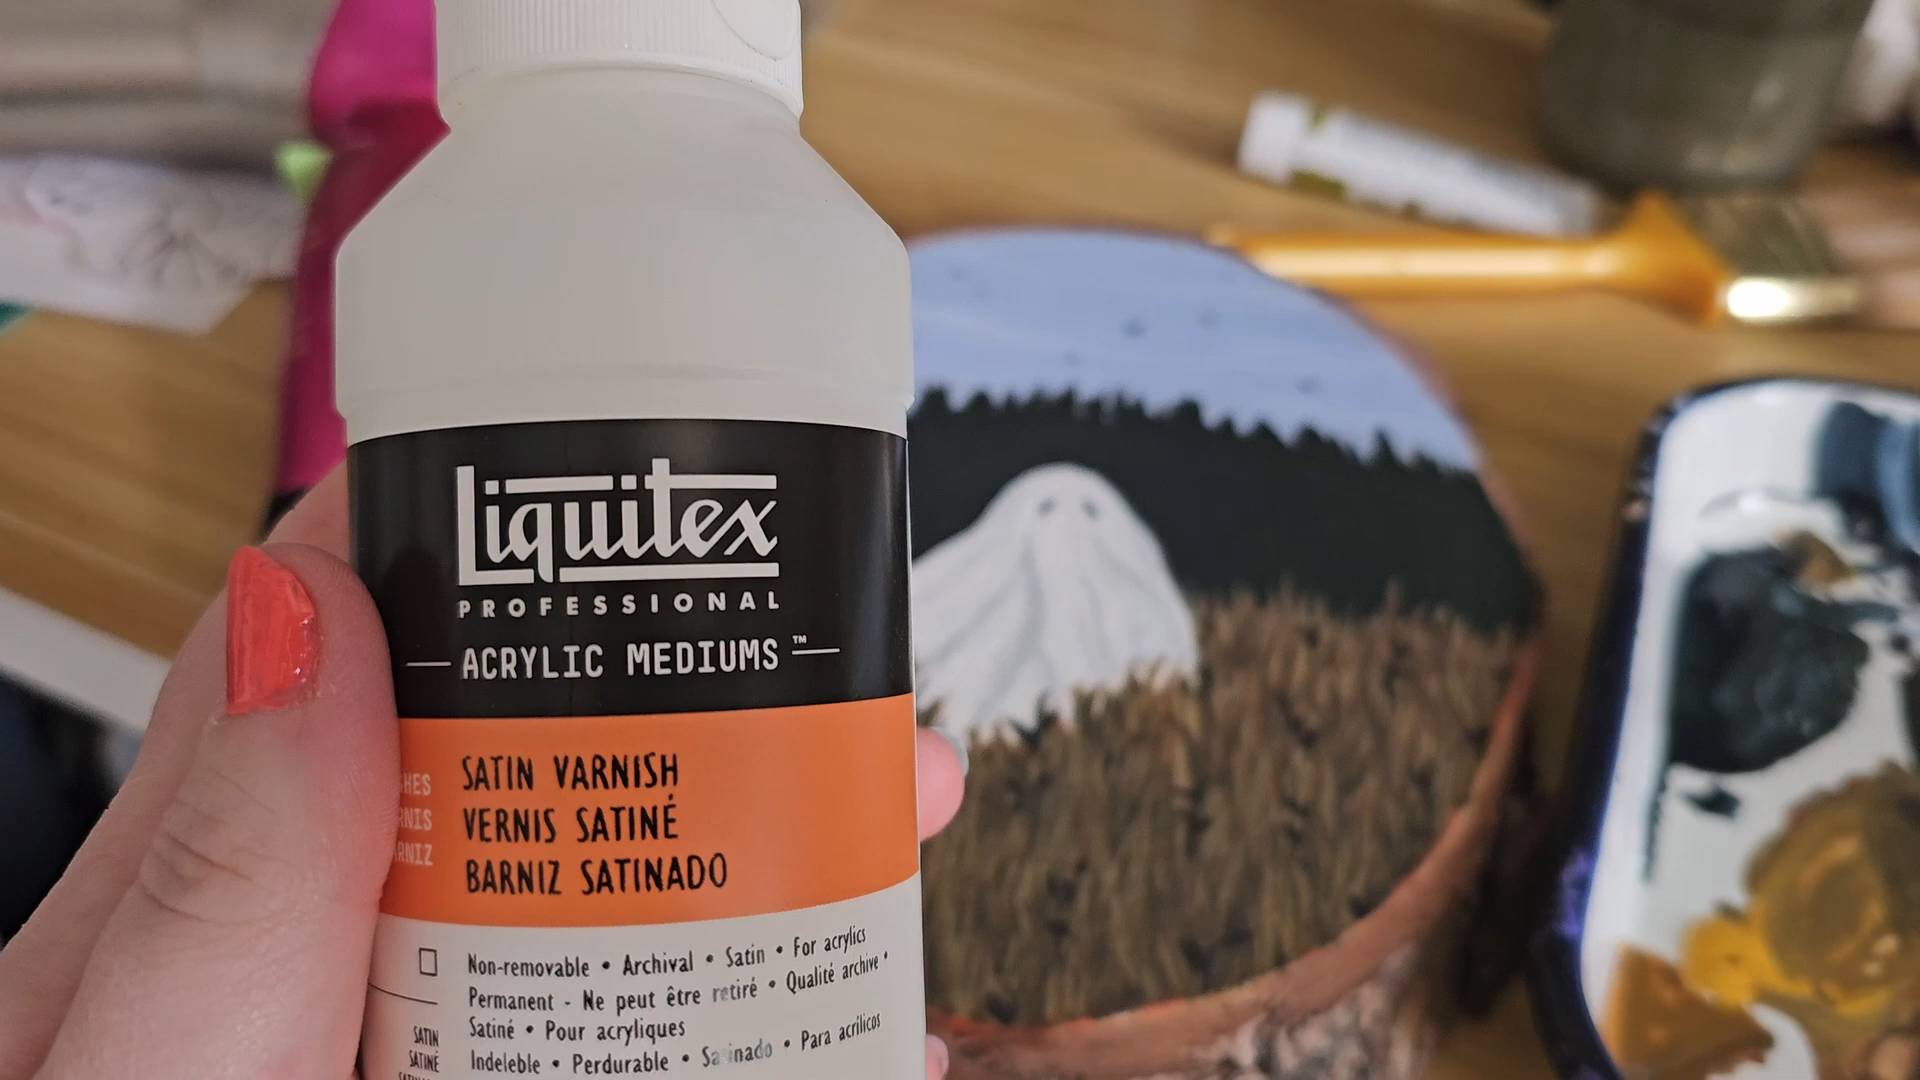 Liquitex
PROFESSIONAL
ACRYLIC MEDIUMS™
SATIN VARNISH
VERNIS SATINÉ
BARNIZ SATINADO
Non-removable • Archival • Satin • For acrylics
Permanent - Ne peut être retiré • Qualité archive •
Satiné • Pour acryliques
Indeleble • Perdurable • Satinado • Para acrílicos
SATIN
SATINÉ